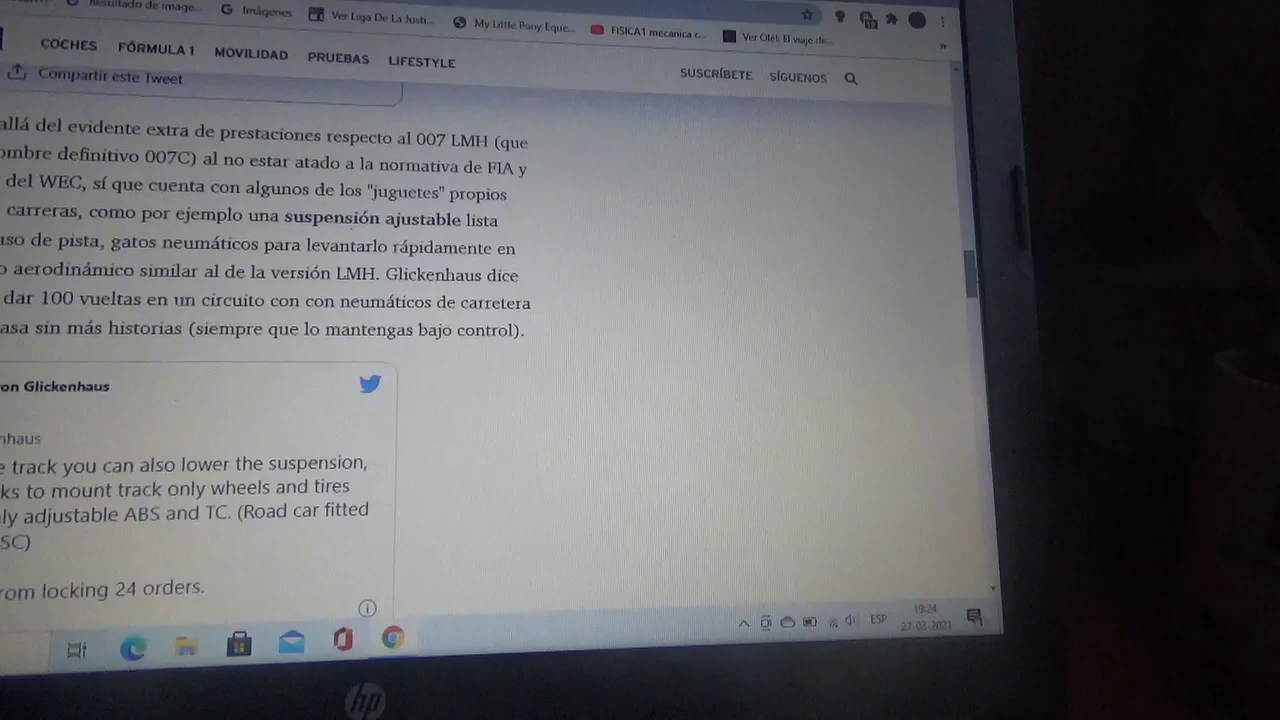 Resultado de image...
Imágenes
Ver Liga De La Justi...
My Little Pony Eque...
FISICA1 mecanica c...
Ver Olét: El viaje de...
»
COCHES FÓRMULA 1 MOVILIDAD PRUEBAS LIFESTYLE
SUSCRÍBETE SÍGUENOS
Compartir este Tweet
allá del evidente extra de prestaciones respecto al 007 LMH (que
ombre definitivo 007C) al no estar atado a la normativa de FIA y
del WEC, sí que cuenta con algunos de los "juguetes" propios
carreras, como por ejemplo una suspensión ajustable lista
uso de pista, gatos neumáticos para levantarlo rápidamente en
o aerodinámico similar al de la versión LMH. Glickenhaus dice
dar 100 vueltas en un circuito con con neumáticos de carretera
asa sin más historias (siempre que lo mantengas bajo control).
on Glickenhaus
nhaus
e track you can also lower the suspension,
ks to mount track only wheels and tires
ly adjustable ABS and TC. (Road car fitted
SC)
rom locking 24 orders.
ESP
19:24
27-03-2021
hp